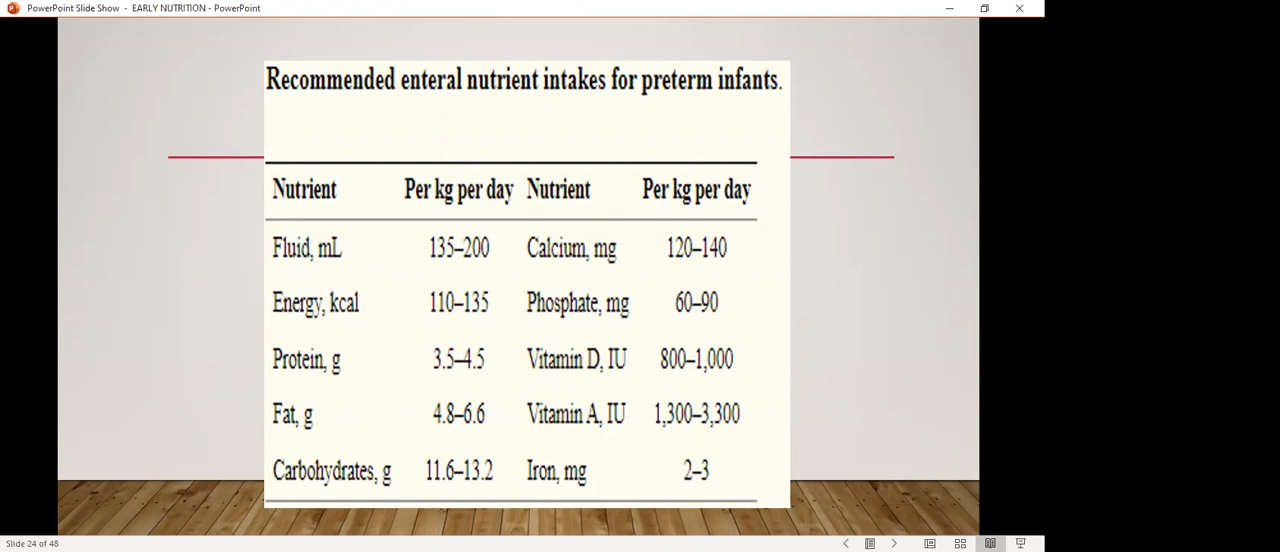 PowerPoint Slide Show - EARLY NUTRITION - PowerPoint
Recommended enteral nutrient intakes for preterm infants.
Nutrient Per kg per day Nutrient Per kg per day
Fluid, mL 135–200 Calcium, mg 120–140
Energy, kcal 110–135 Phosphate, mg 60–90
Protein, g 3.5–4.5 Vitamin D, IU 800–1,000
Fat, g 4.8–6.6 Vitamin A, IU 1,300–3,300
Carbohydrates, g 11.6–13.2 Iron, mg 2–3
Slide 24 of 48